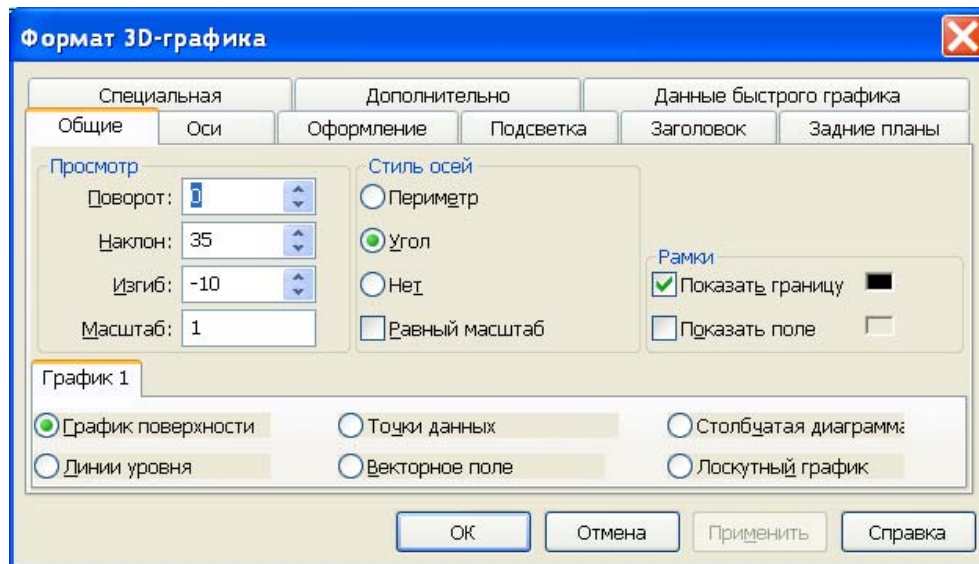 Формат 3D-графика
Специальная Дополнительно Данные быстрого графика
Общие Оси Оформление Подсветка Заголовок Задние планы
Просмотр
Поворот: 0
Наклон: 35
Изгиб: -10
Масштаб: 1
Стиль осей
Периметр
Угол
Нет
Равный масштаб
Рамки
Показать границу
Показать поле
График 1
График поверхности Точки данных Столбчатая диаграмма
Линии уровня Векторное поле Лоскутный график
ОК Отмена Применить Справка